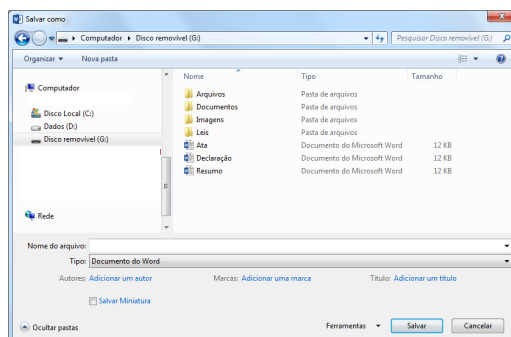 Salvar como
Computador Disco removível (G:) Pesquisar Disco removível (G:)
Organizar Nova pasta
Nome Tipo Tamanho
Computador
Arquivos Pasta de arquivos
Documentos Pasta de arquivos
Disco Local (C:)
Imagens Pasta de arquivos
Dados (D:)
Leis Pasta de arquivos
Disco removível (G:)
Ata Documento do Microsoft Word 12 KB
Declaração Documento do Microsoft Word 12 KB
Resumo Documento do Microsoft Word 12 KB
Rede
Nome do arquivo:
Tipo: Documento do Word
Autores: Adicionar um autor Marcas: Adicionar uma marca Título: Adicionar um título
Salvar Miniatura
Ocultar pastas Ferramentas Salvar Cancelar